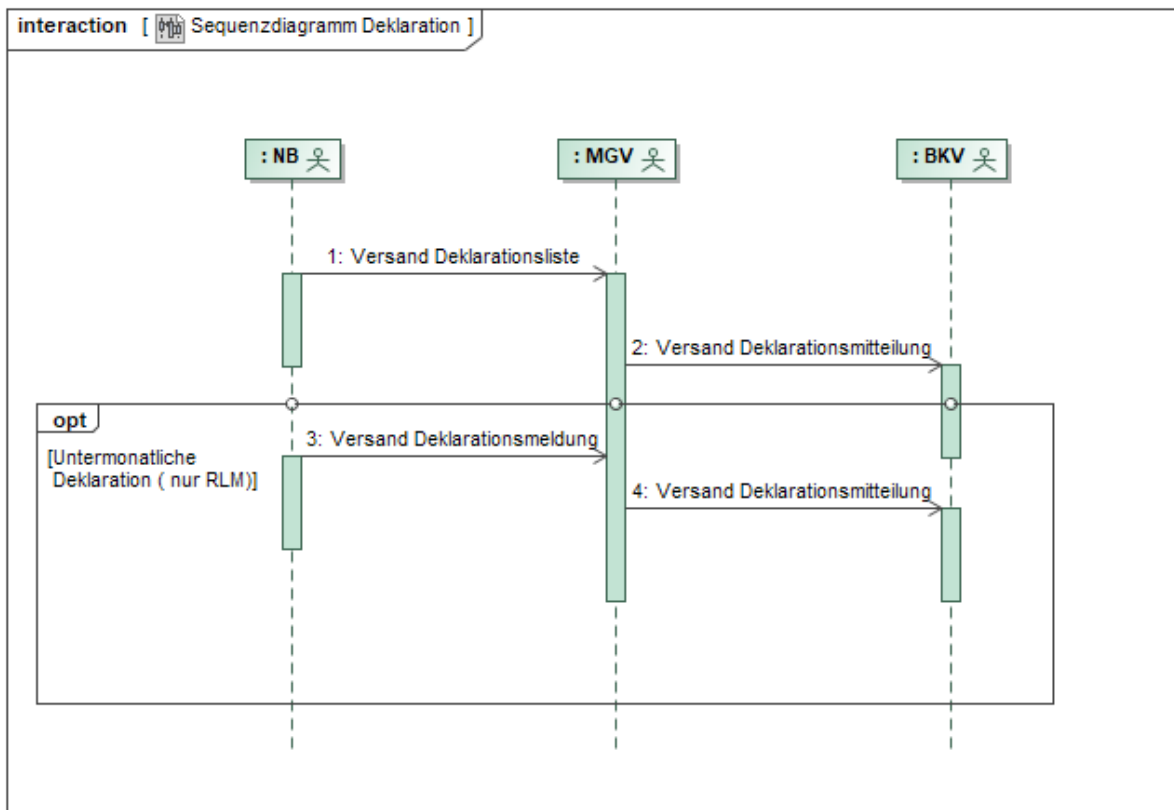 interaction [ Sequenzdiagramm Deklaration ]
: NB
: MGV
: BKV
1: Versand Deklarationsliste
2: Versand Deklarationsmitteilung
opt
[Untermonatliche
Deklaration ( nur RLM)]
3: Versand Deklarationsmeldung
4: Versand Deklarationsmitteilung